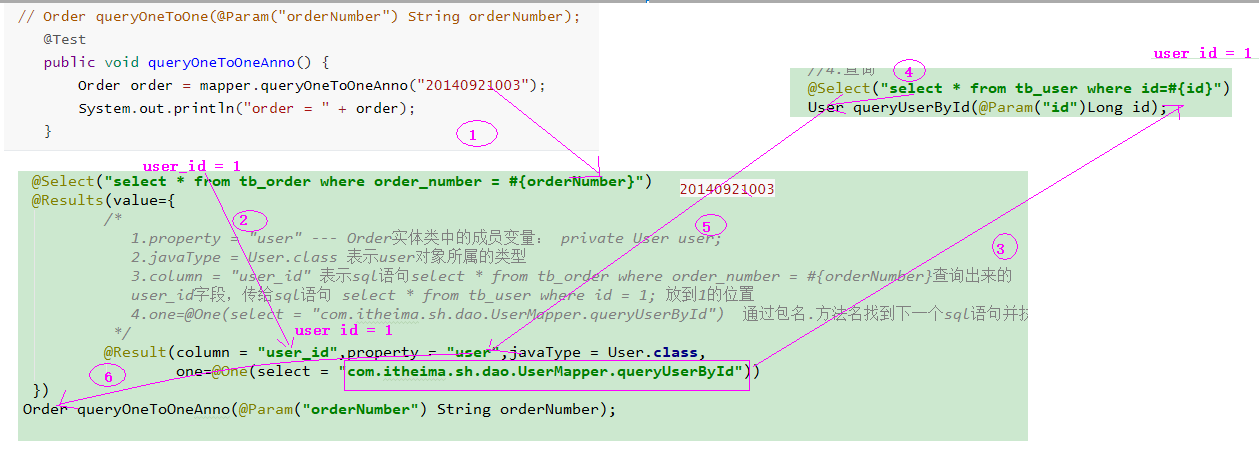 // Order queryOneToOne(@Param("orderNumber") String orderNumber);
@Test
public void queryOneToOneAnno() {
Order order = mapper.queryOneToOneAnno("20140921003");
System.out.println("order = " + order);
}
1
user_id = 1
//4.查询
4
@Select("select * from tb_user where id=#{id}")
User queryUserById(@Param("id")Long id);
user_id = 1
@Select("select * from tb_order where order_number = #{orderNumber}")
20140921003
@Results(value={
/*
2
5
3
1.property = "user" --- Order实体类中的成员变量: private User user;
2.javaType = User.class 表示user对象所属的类型
3.column = "user_id" 表示sql语句select * from tb_order where order_number = #{orderNumber}查询出来的
user_id字段, 传给sql语句 select * from tb_user where id = 1; 放到1的位置
4.one=@One(select = "com.itheima.sh.dao.UserMapper.queryUserById") 通过包名.方法名找到下一个sql语句并
*/
user id = 1
@Result(column = "user_id",property = "user",javaType = User.class,
6
one=@One(select = "com.itheima.sh.dao.UserMapper.queryUserById"))
})
Order queryOneToOneAnno(@Param("orderNumber") String orderNumber);